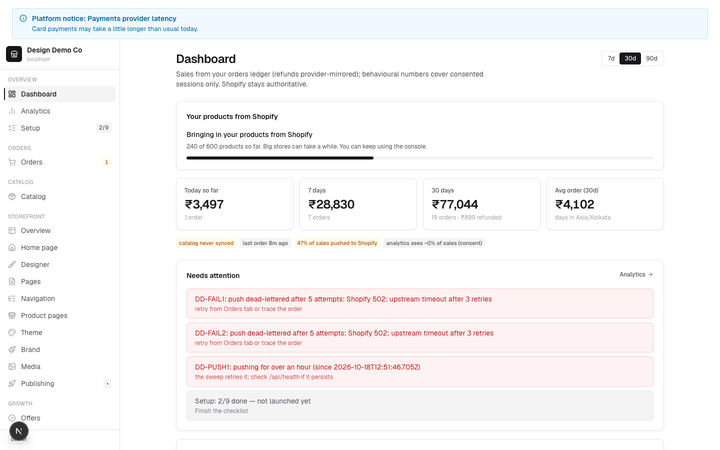 Platform notice: Payments provider latency
Card payments may take a little longer than usual today.
Design Demo Co
localhost
OVERVIEW
Dashboard
Analytics
Setup 2/9
ORDERS
Orders 1
CATALOG
Catalog
STOREFRONT
Overview
Home page
Designer
Pages
Navigation
Product pages
Theme
Brand
Media
Publishing
GROWTH
Offers
N
Dashboard
7d 30d 90d
Sales from your orders ledger (refunds provider-mirrored); behavioural numbers cover consented
sessions only. Shopify stays authoritative.
Your products from Shopify
Bringing in your products from Shopify
240 of 600 products so far. Big stores can take a while. You can keep using the console.
Today so far
₹3,497
1 order
7 days
₹28,830
7 orders
30 days
₹77,044
19 orders · ₹899 refunded
Avg order (30d)
₹4,102
days in Asia/Kolkata
catalog never synced
last order 8m ago
47% of sales pushed to Shopify
analytics sees ~0% of sales (consent)
Needs attention
Analytics →
DD-FAIL1: push dead-lettered after 5 attempts: Shopify 502: upstream timeout after 3 retries
retry from Orders tab or trace the order
DD-FAIL2: push dead-lettered after 5 attempts: Shopify 502: upstream timeout after 3 retries
retry from Orders tab or trace the order
DD-PUSH1: pushing for over an hour (since 2026-10-18T12:51:46.705Z)
the sweep retries it; check /api/health if it persists
Setup: 2/9 done — not launched yet
Finish the checklist